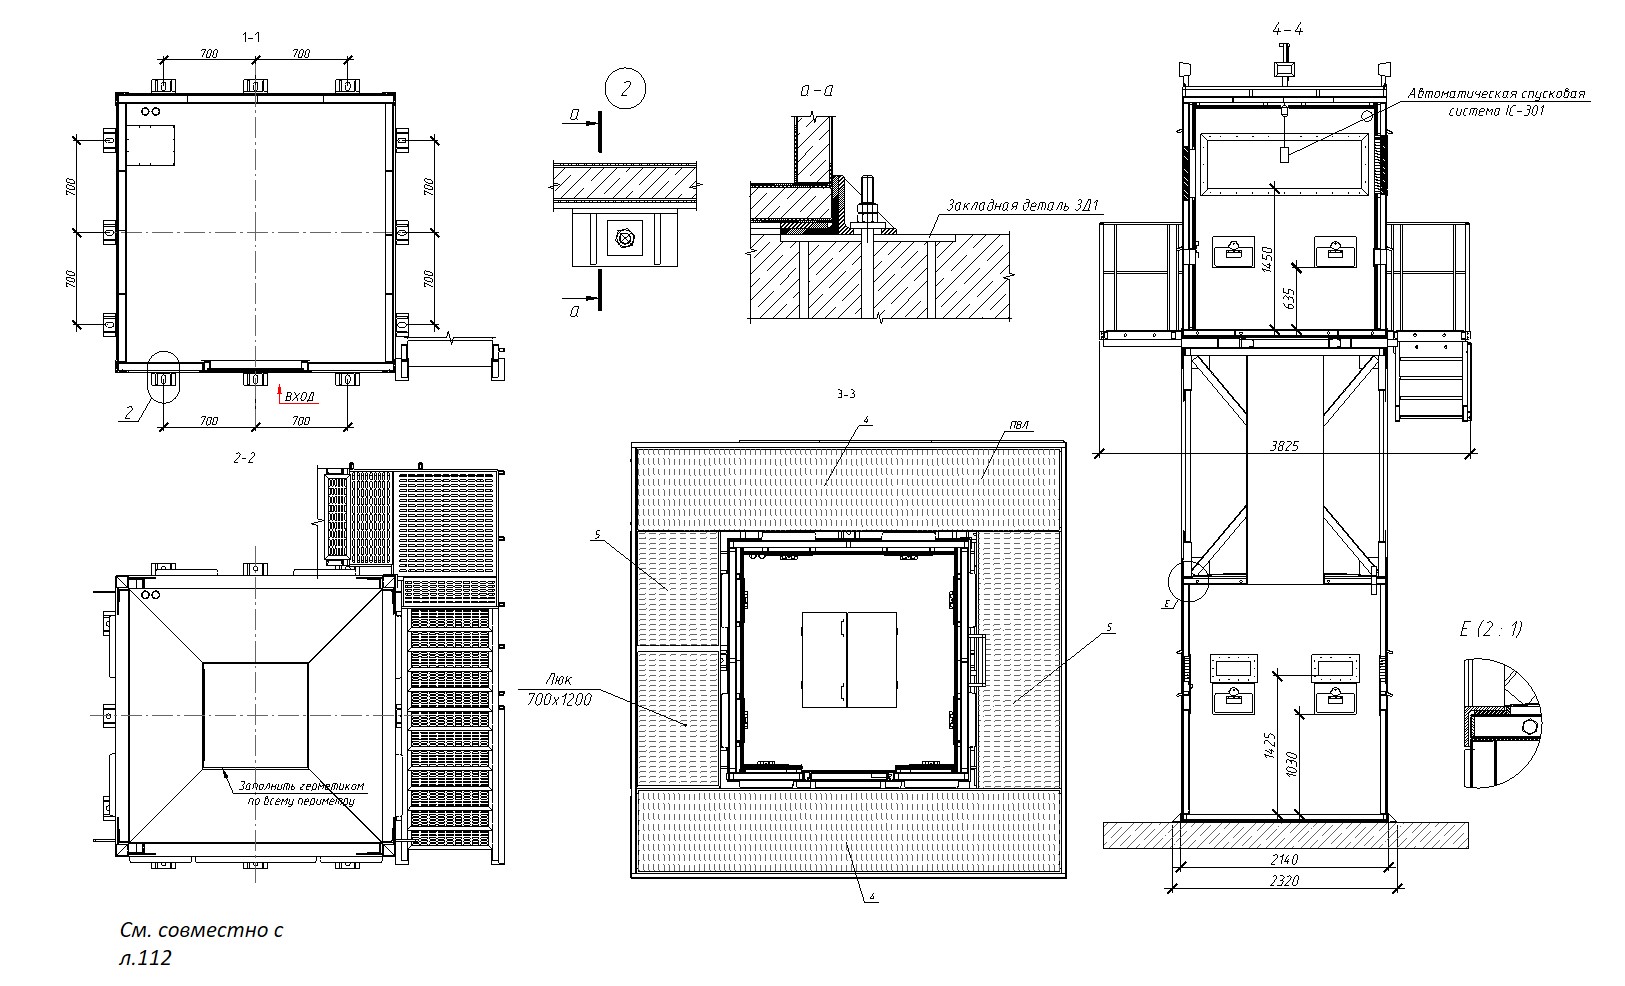 1-1
700 700
700 700
700 700
ВХОД
2
700 700
2
а
а
а-а
Закладная деталь ЗД1
4-4
Автоматическая спусковая
система IC-301
1450
635
3825
2-2
Заполнить герметиком
по всему периметру
3-3
4
ПВЛ
5
5
Люк
700х1200
4
Е
Е (2 : 1)
1425
1030
2140
2320
См. совместно с
л.112